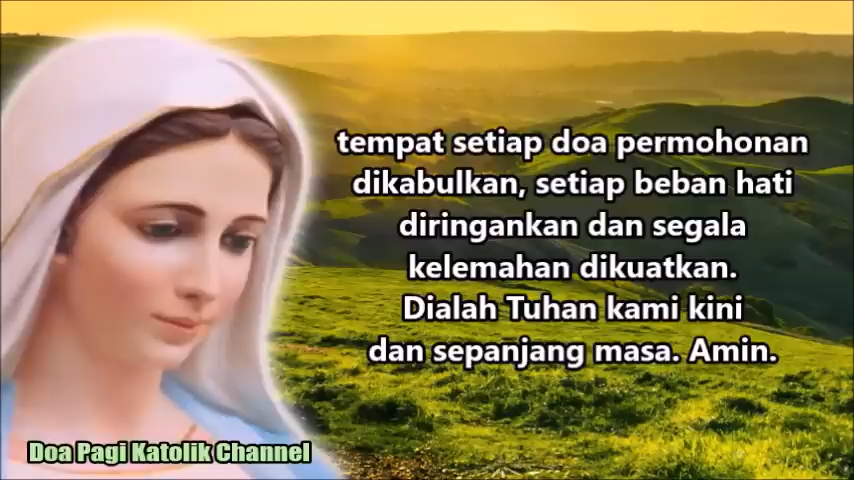 tempat setiap doa permohonan
dikabulkan, setiap beban hati
diringankan dan segala
kelemahan dikuatkan.
Dialah Tuhan kami kini
dan sepanjang masa. Amin.
Doa Pagi Katolik Channel